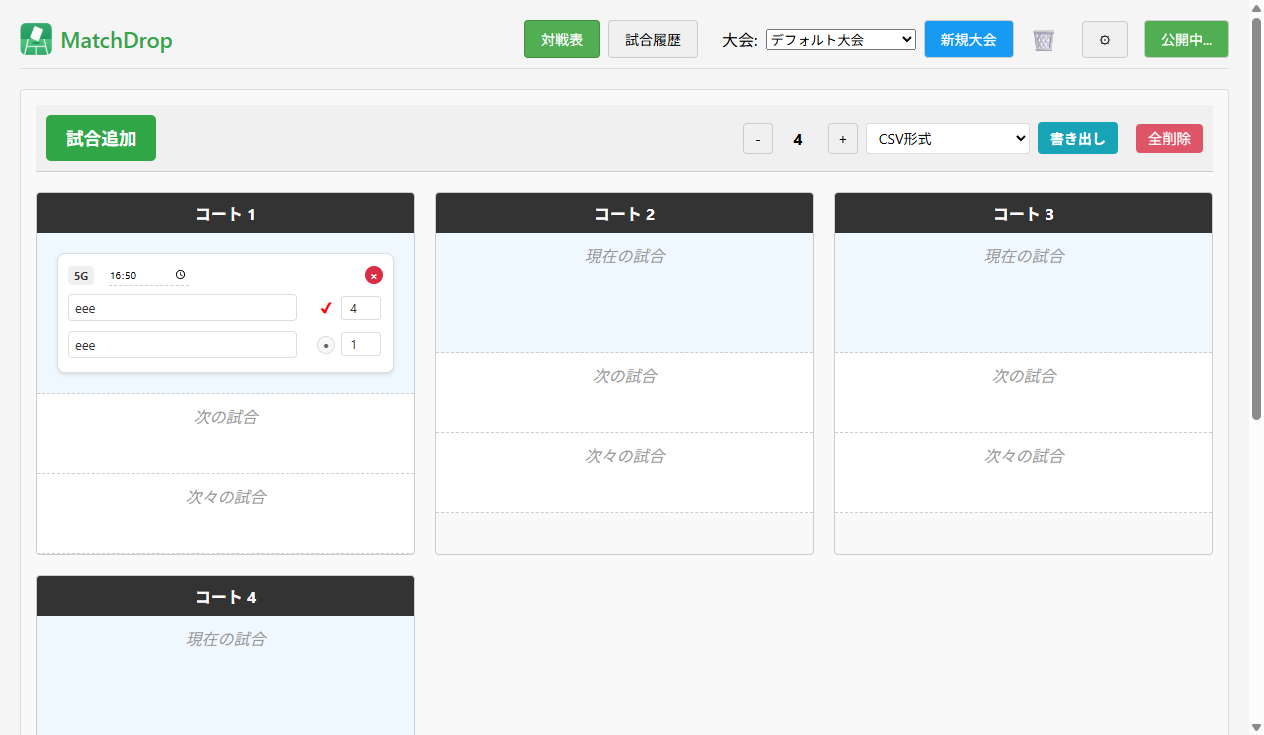 MatchDrop
対戦表 試合履歴 大会: デフォルト大会 新規大会 公開中...
試合追加 - 4 + CSV形式 書き出し 全削除
コート 1 コート 2 コート 3
現在の試合 現在の試合
5G 16:50
eee 4
eee 1
次の試合 次の試合
次の試合
次々の試合 次々の試合
次々の試合
コート 4
現在の試合